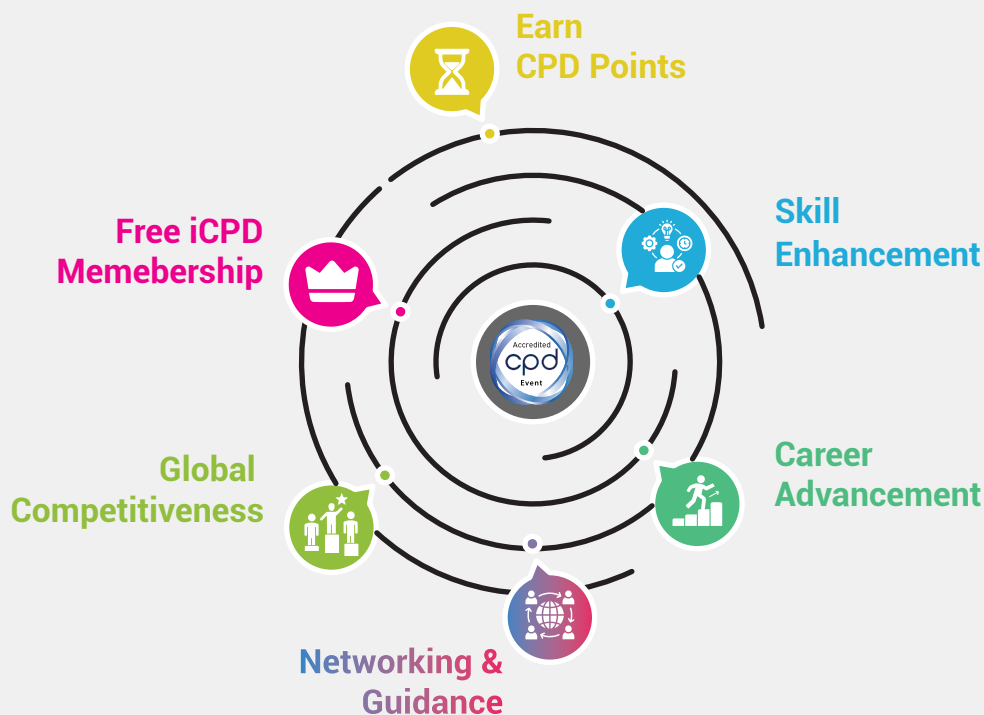 Earn
CPD Points
Skill
Enhancement
Free iCPD
Memebership
Accredited
cpd
Event
Global
Competitiveness
Career
Advancement
Networking &
Guidance